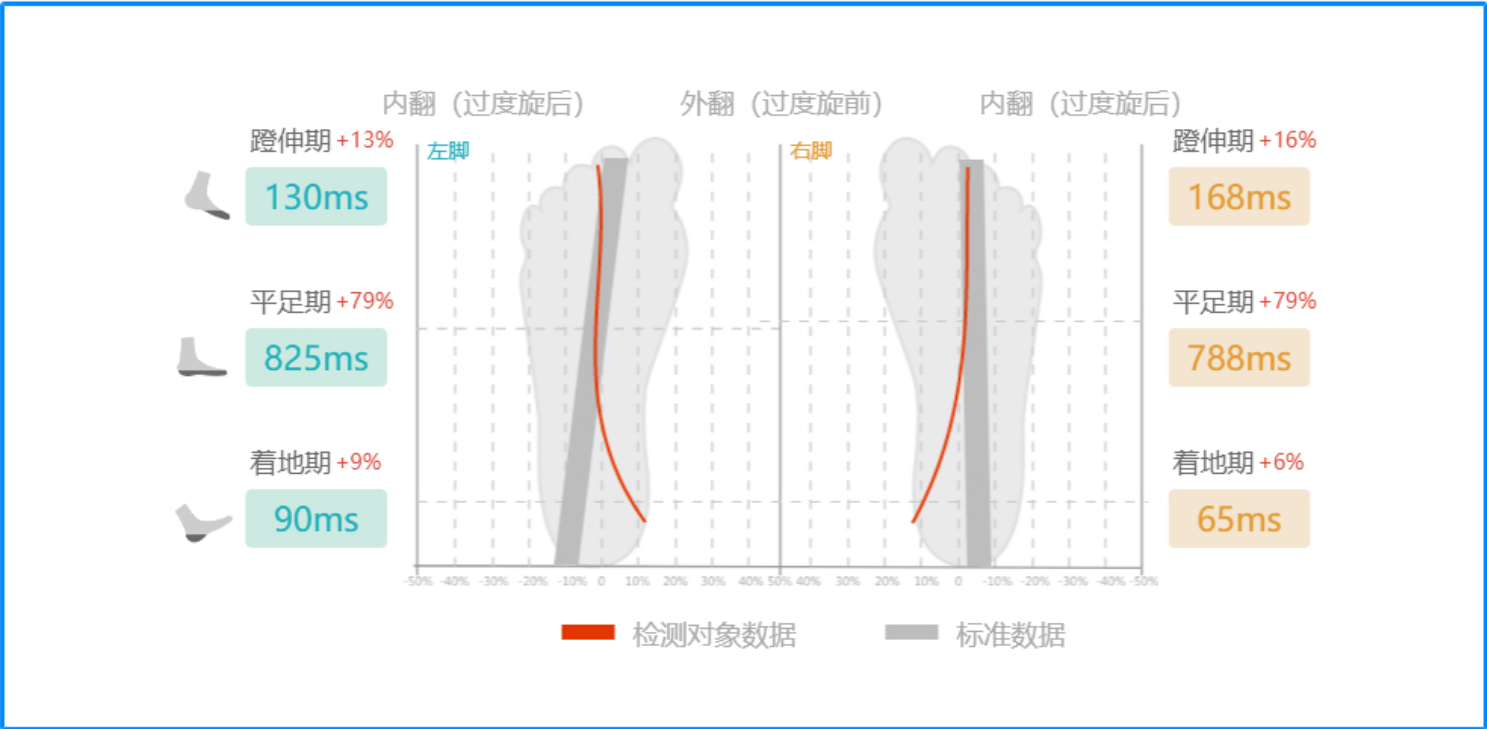 内翻（过度旋后） 外翻（过度旋前） 内翻（过度旋后）
蹬伸期 +13%
130ms
平足期 +79%
825ms
着地期 +9%
90ms
左脚
右脚
蹬伸期 +16%
168ms
平足期 +79%
788ms
着地期 +6%
65ms
-50% -40% -30% -20% -10% 0 10% 20% 30% 40% 50% 40% 30% 20% 10% 0 -10% -20% -30% -40% -50%
检测对象数据 标准数据